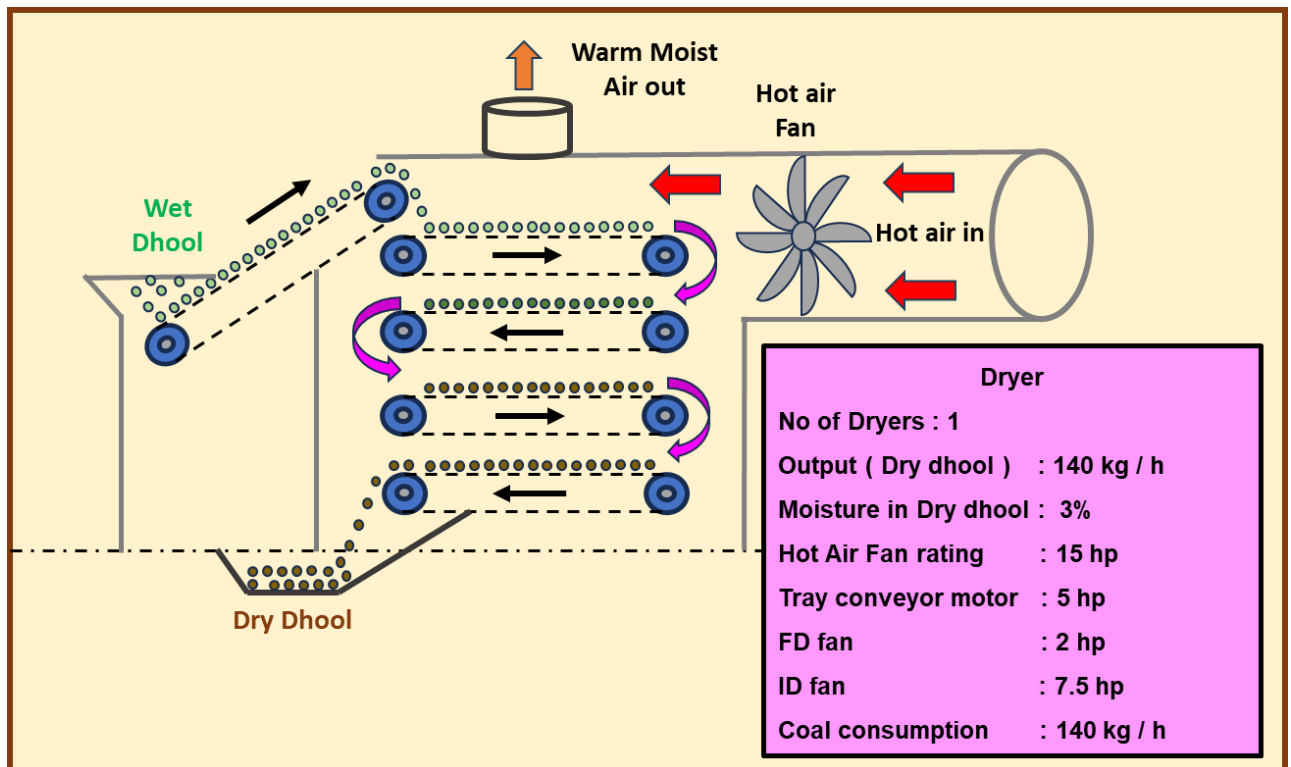 Warm Moist
Air out
Hot air
Fan
Wet
Dhool
Hot air in
Dryer
No of Dryers : 1
Output ( Dry dhool ) : 140 kg / h
Moisture in Dry dhool : 3%
Hot Air Fan rating : 15 hp
Tray conveyor motor : 5 hp
FD fan : 2 hp
ID fan : 7.5 hp
Coal consumption : 140 kg / h
Dry Dhool